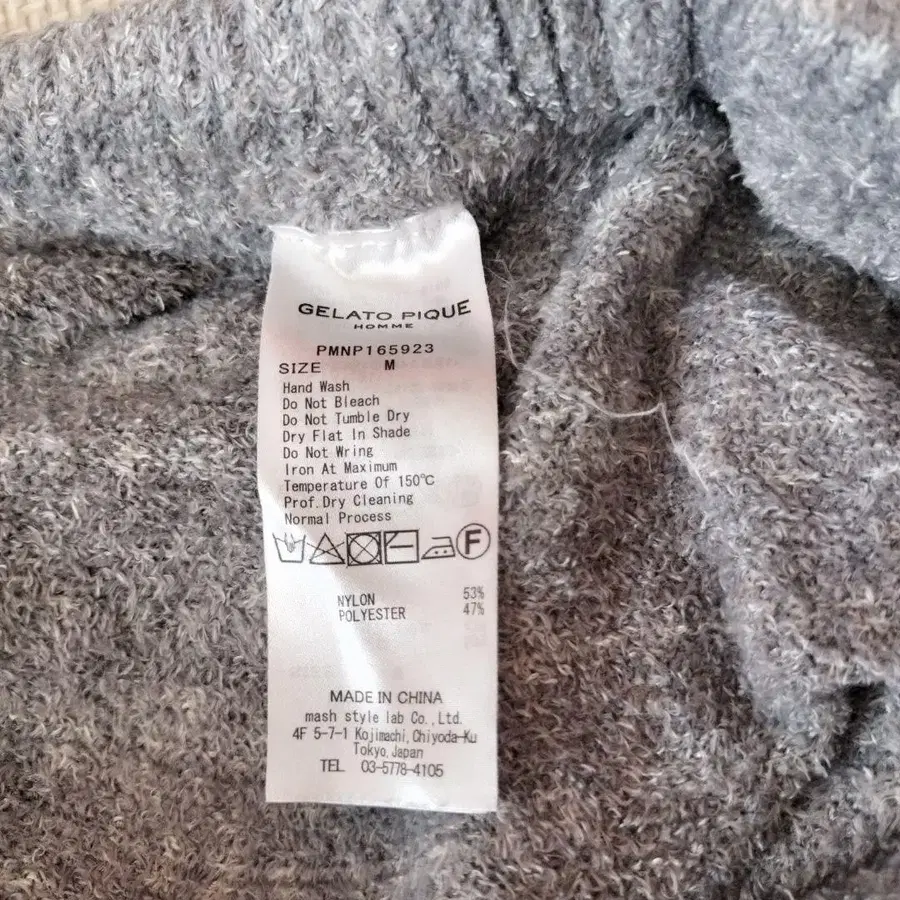 GELATO PIQUE
HOMME
PMNP165923
SIZE M
Hand Wash
Do Not Bleach
Do Not Tumble Dry
Dry Flat In Shade
Do Not Wring
Iron At Maximum
Temperature Of 150℃
Prof.Dry Cleaning
Normal Process
F
NYLON 53%
POLYESTER 47%
MADE IN CHINA
mash style lab Co.,Ltd.
4F 5-7-1 Kojimachi,Chiyoda-Ku
Tokyo,Japan
TEL 03-5778-4105